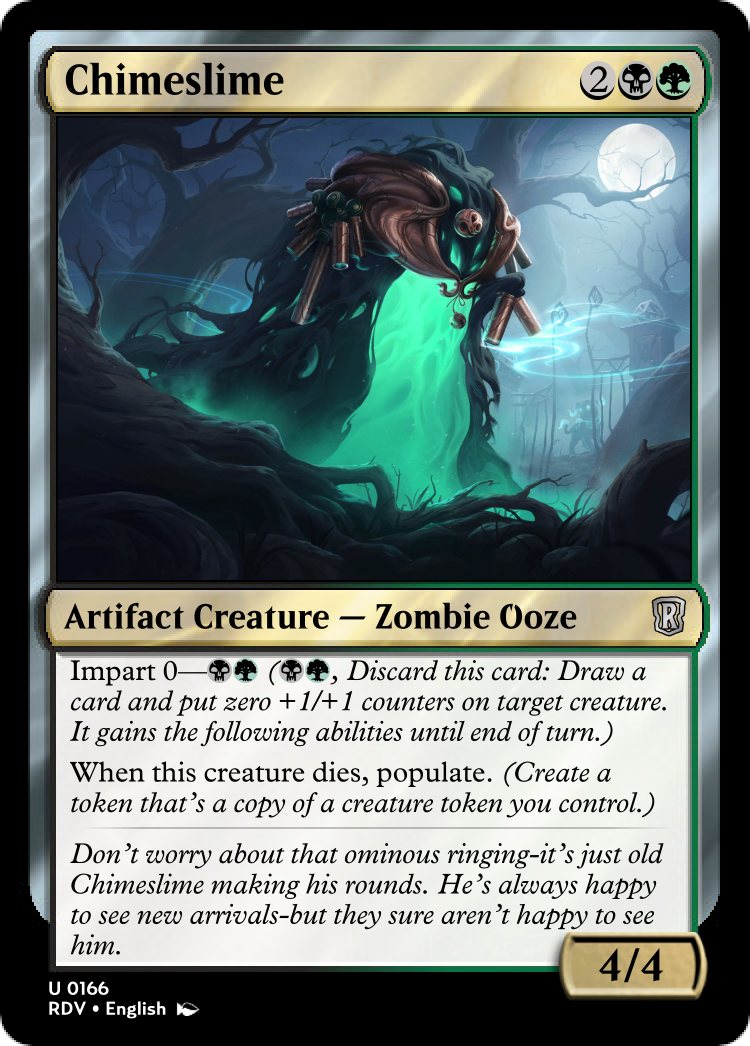 Chimeslime 2
Artifact Creature — Zombie Ooze R
Impart 0— ( , Discard this card: Draw a
card and put zero +1/+1 counters on target creature.
It gains the following abilities until end of turn.)
When this creature dies, populate. (Create a
token that's a copy of a creature token you control.)
Don't worry about that ominous ringing-it's just old
Chimeslime making his rounds. He's always happy
to see new arrivals-but they sure aren't happy to see
him.
4/4
U 0166
RDV • English